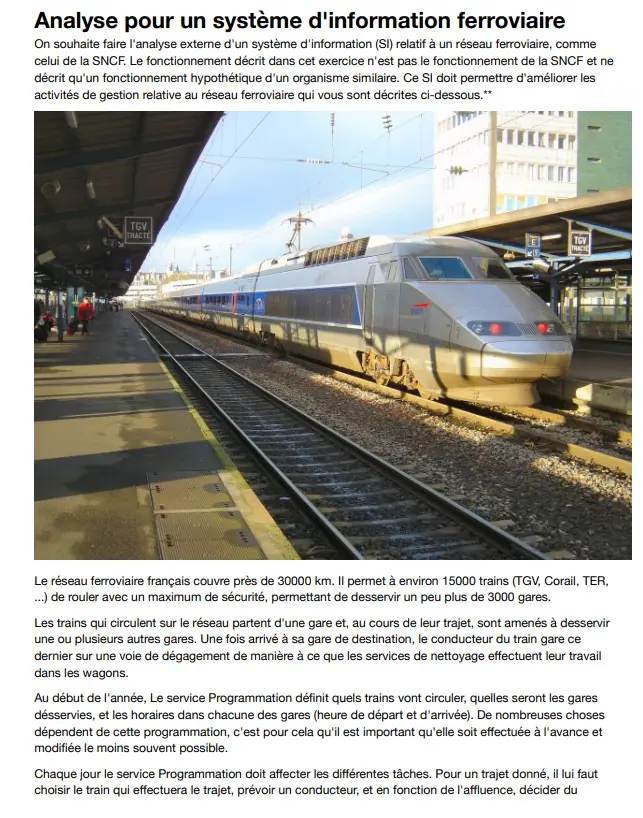 Analyse pour un système d'information ferroviaire
On souhaite faire l'analyse externe d'un système d'information (SI) relatif à un réseau ferroviaire, comme
celui de la SNCF. Le fonctionnement décrit dans cet exercice n'est pas le fonctionnement de la SNCF et ne
décrit qu'un fonctionnement hypothétique d'un organisme similaire. Ce SI doit permettre d'améliorer les
activités de gestion relative au réseau ferroviaire qui vous sont décrites ci-dessous.**
TGV
TRACTE
E
TGV
TRACTE
Le réseau ferroviaire français couvre près de 30000 km. Il permet à environ 15000 trains (TGV, Corail, TER,
...) de rouler avec un maximum de sécurité, permettant de desservir un peu plus de 3000 gares.
Les trains qui circulent sur le réseau partent d'une gare et, au cours de leur trajet, sont amenés à desservir
une ou plusieurs autres gares. Une fois arrivé à sa gare de destination, le conducteur du train gare ce
dernier sur une voie de dégagement de manière à ce que les services de nettoyage effectuent leur travail
dans les wagons.
Au début de l'année, Le service Programmation définit quels trains vont circuler, quelles seront les gares
désservies, et les horaires dans chacune des gares (heure de départ et d'arrivée). De nombreuses choses
dépendent de cette programmation, c'est pour cela qu'il est important qu'elle soit effectuée à l'avance et
modifiée le moins souvent possible.
Chaque jour le service Programmation doit affecter les différentes tâches. Pour un trajet donné, il lui faut
choisir le train qui effectuera le trajet, prévoir un conducteur, et en fonction de l'affluence, décider du